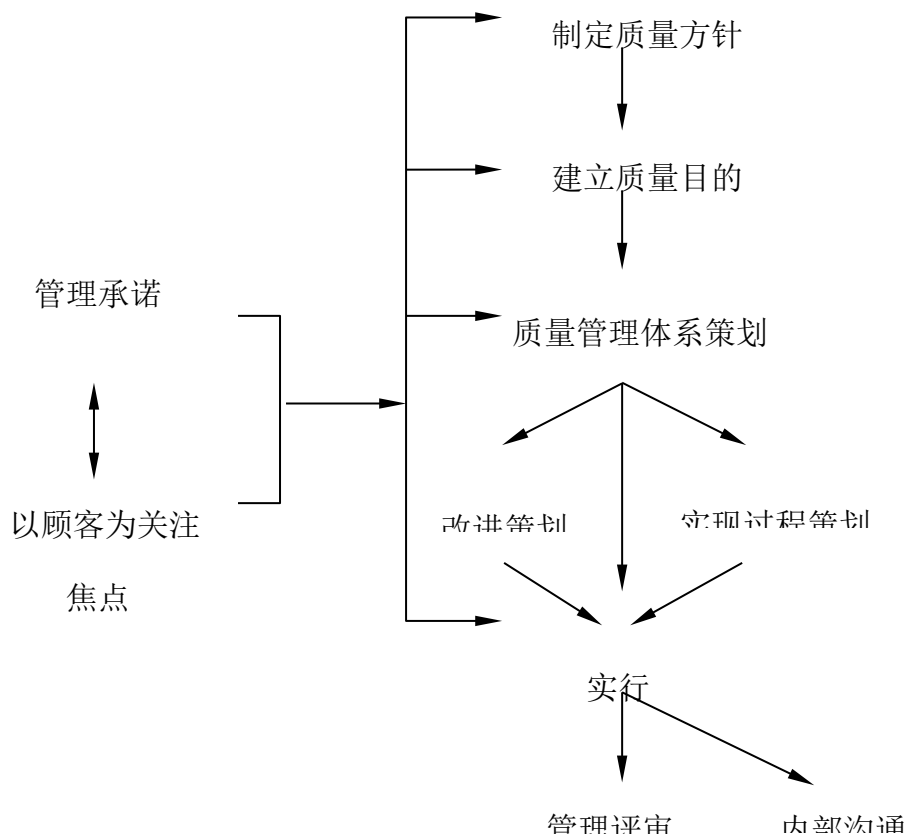 制定质量方针
建立质量目的
管理承诺
质量管理体系策划
以顾客为关注
焦点
改进策划
实现过程策划
实行
管理评审
内部沟通